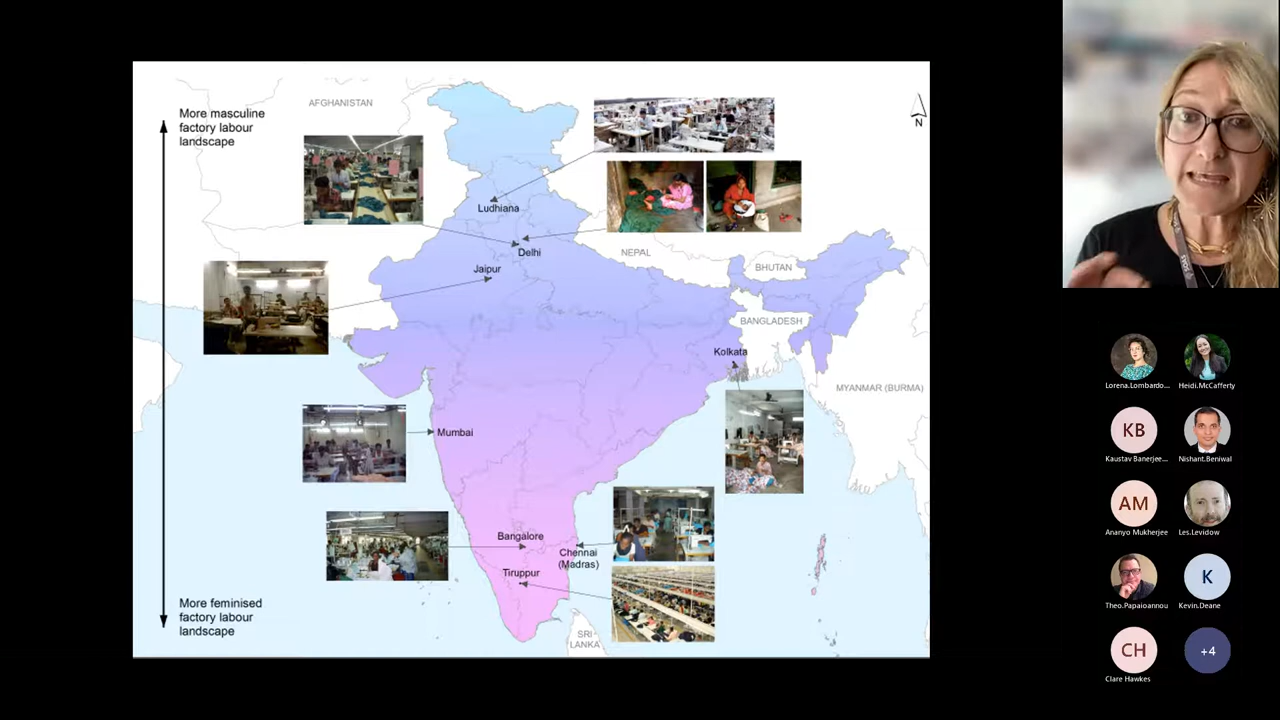 AFGHANISTAN
More masculine
factory labour
landscape
N
Ludhiana
Delhi
NEPAL
Jaipur
BHUTAN
BANGLADESH
Kolkata
MYANMAR (BURMA)
Mumbai
Bangalore
Chennai
(Madras)
Tiruppur
More feminised
factory labour
landscape
SRI
LANKA
SOAS
Lorena.Lombardo...
Heidi.McCafferty
KB
Kaustav Banerjee...
Nishant.Beniwal
AM
Ananyo Mukherjee
Les.Levidow
Theo.Papaioannou
K
Kevin.Deane
CH
Clare Hawkes
+4